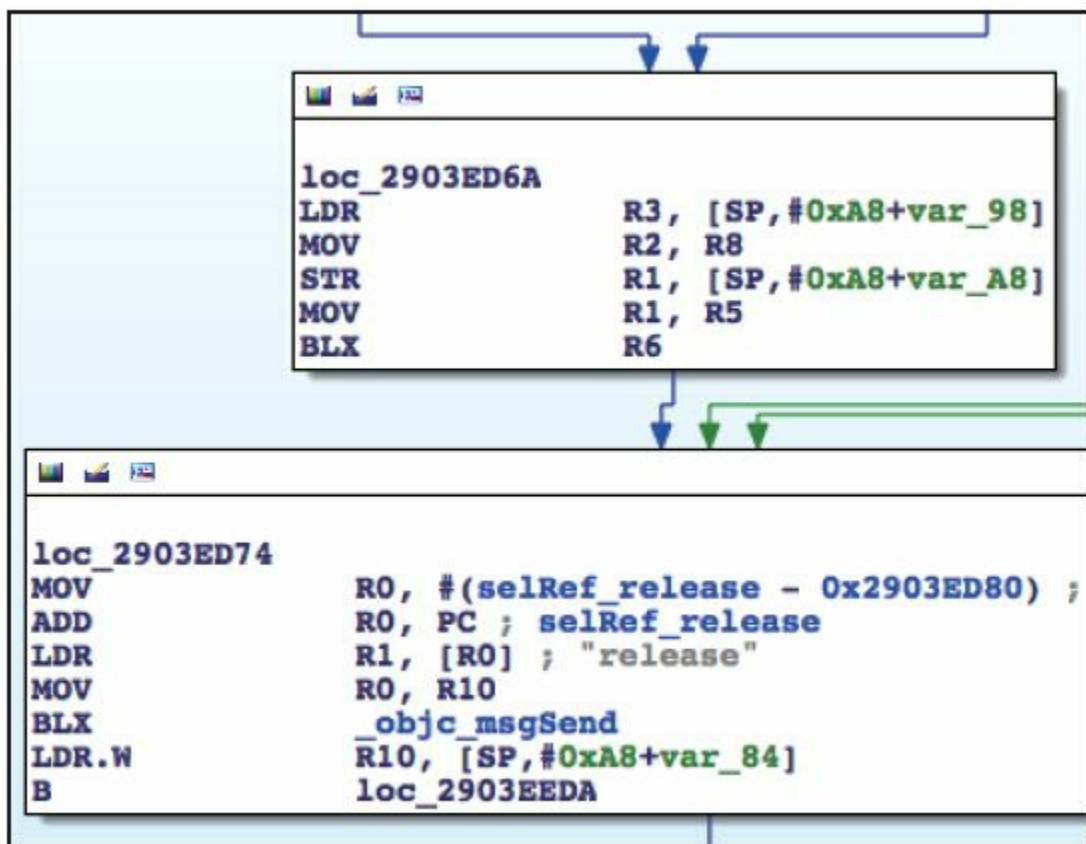 loc_2903ED6A
LDR R3, [SP,#0xA8+var_98]
MOV R2, R8
STR R1, [SP,#0xA8+var_A8]
MOV R1, R5
BLX R6
loc_2903ED74
MOV R0, #(selRef_release - 0x2903ED80) ;
ADD R0, PC ; selRef_release
LDR R1, [R0] ; "release"
MOV R0, R10
BLX _objc_msgSend
LDR.W R10, [SP,#0xA8+var_84]
B loc_2903EEDA